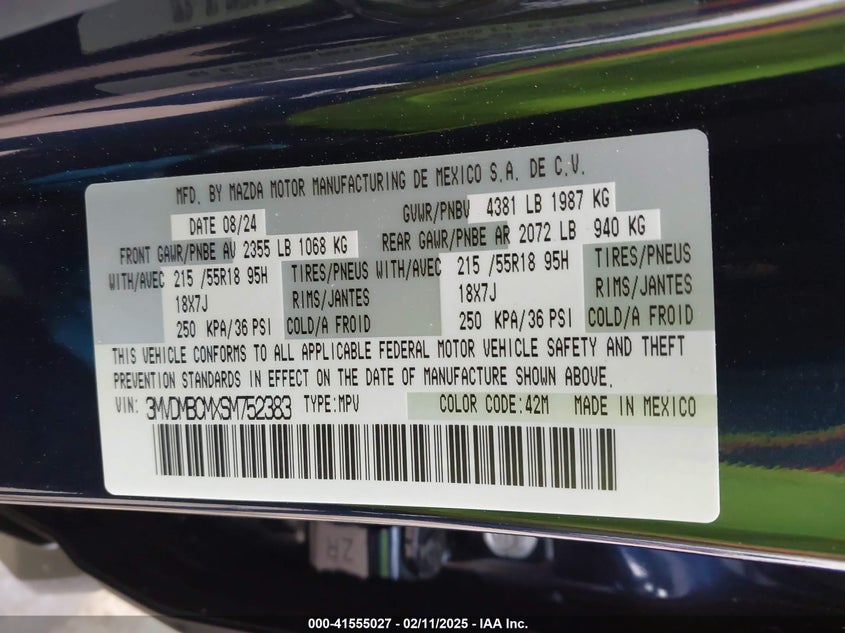 MFD. BY MAZDA MOTOR MANUFACTURING DE MEXICO S.A. DE C.V.
DATE 08/24 GVWR/PNBV 4381 LB 1987 KG
FRONT GAWR/PNBE AV 2355 LB 1068 KG REAR GAWR/PNBE AR 2072 LB 940 KG
WITH/AVEC 215 /55R18 95H TIRES/PNEUS WITH/AVEC 215 /55R18 95H TIRES/PNEUS
18X7J RIMS/JANTES 18X7J RIMS/JANTES
250 KPA/36 PSI COLD/A FROID 250 KPA/36 PSI COLD/A FROID
THIS VEHICLE CONFORMS TO ALL APPLICABLE FEDERAL MOTOR VEHICLE SAFETY AND THEFT
PREVENTION STANDARDS IN EFFECT ON THE DATE OF MANUFACTURE SHOWN ABOVE.
VIN: 3MVDMBCMXSM752383 TYPE:MPV COLOR CODE:42M MADE IN MEXICO
ZR
000-41555027 - 02/11/2025 - IAA Inc.